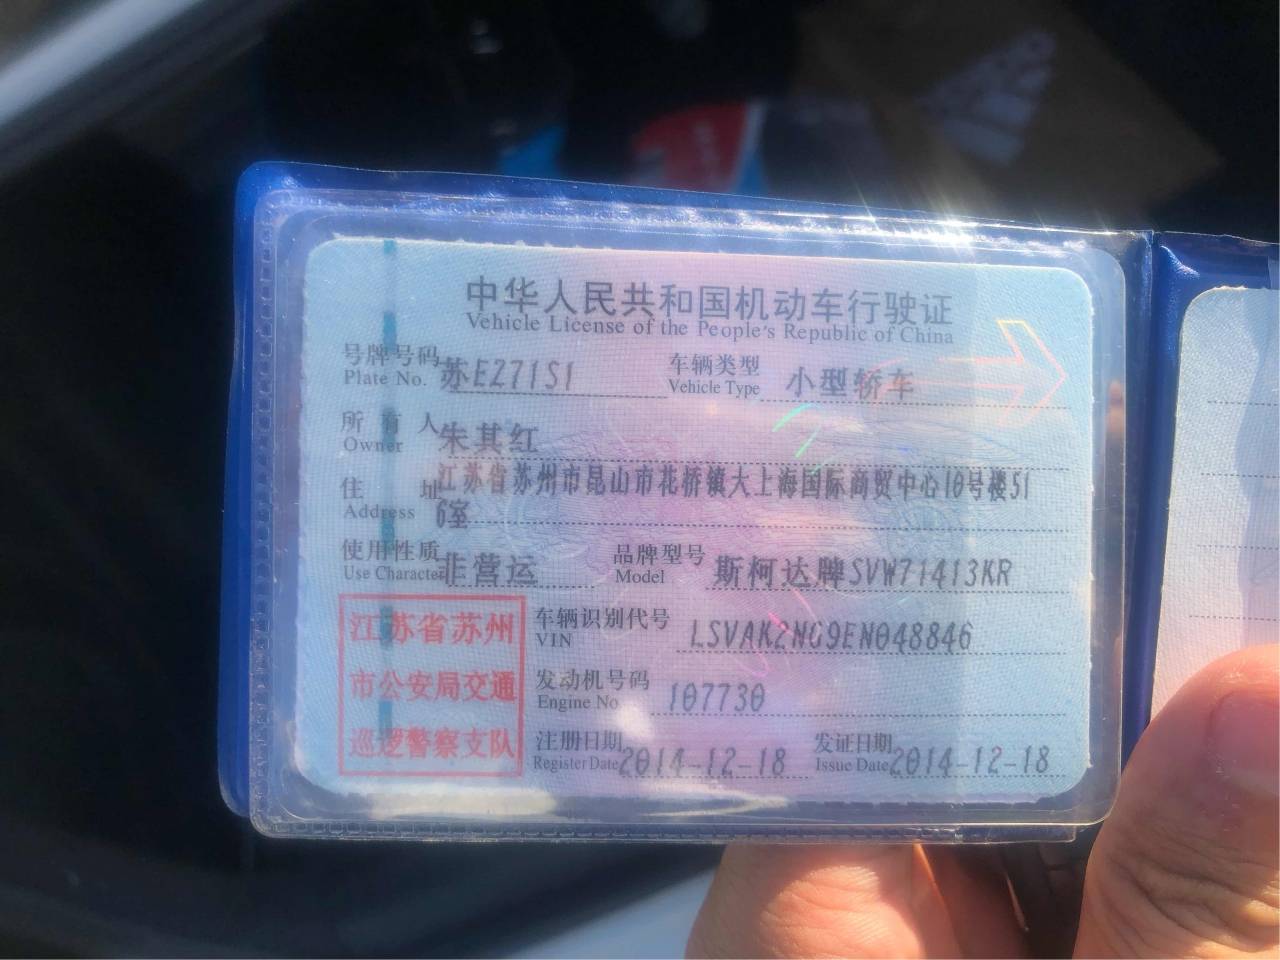 中华人民共和国机动车行驶证
Vehicle License of the People's Republic of China
号牌号码 苏E271S1 车辆类型 小型轿车
Plate No. Vehicle Type
所有人 朱其红
Owner
住址 江苏省苏州市昆山市花桥镇大上海国际商贸中心10号楼51
Address 6室
使用性质 非营运 品牌型号 斯柯达牌SVW71413KR
Use Character Model
江苏省苏州
市公安局交通
巡逻警察支队
车辆识别代号 LSVAK2NG9EN048846
VIN
发动机号码 107730
Engine No.
注册日期 2014-12-18 发证日期 2014-12-18
Register Date Issue Date